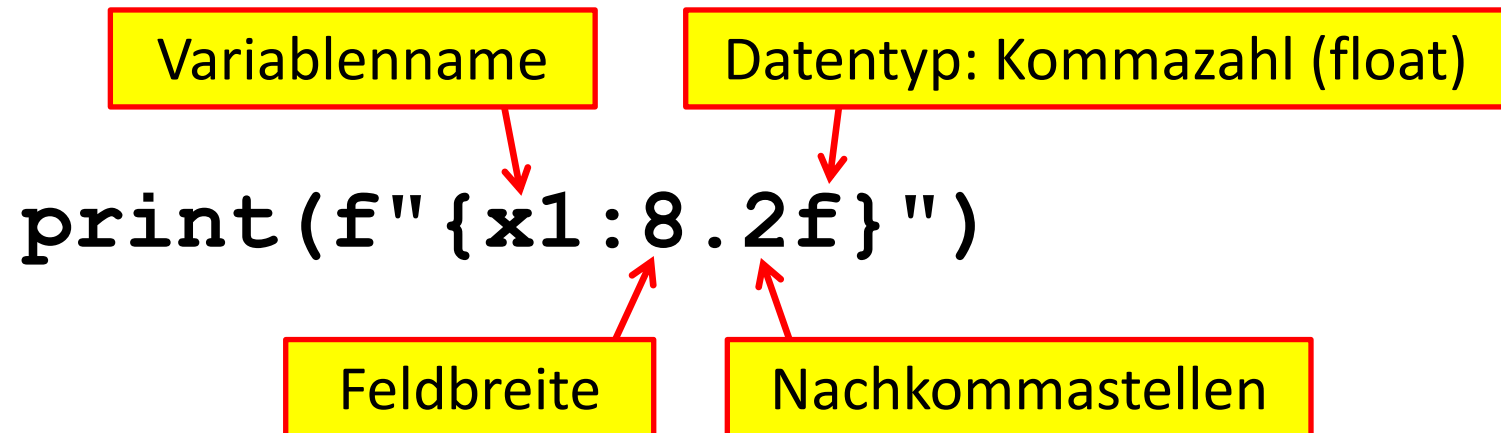 Variablenname
Datentyp: Kommazahl (float)
print(f"{x1:8.2f}")
Feldbreite
Nachkommastellen